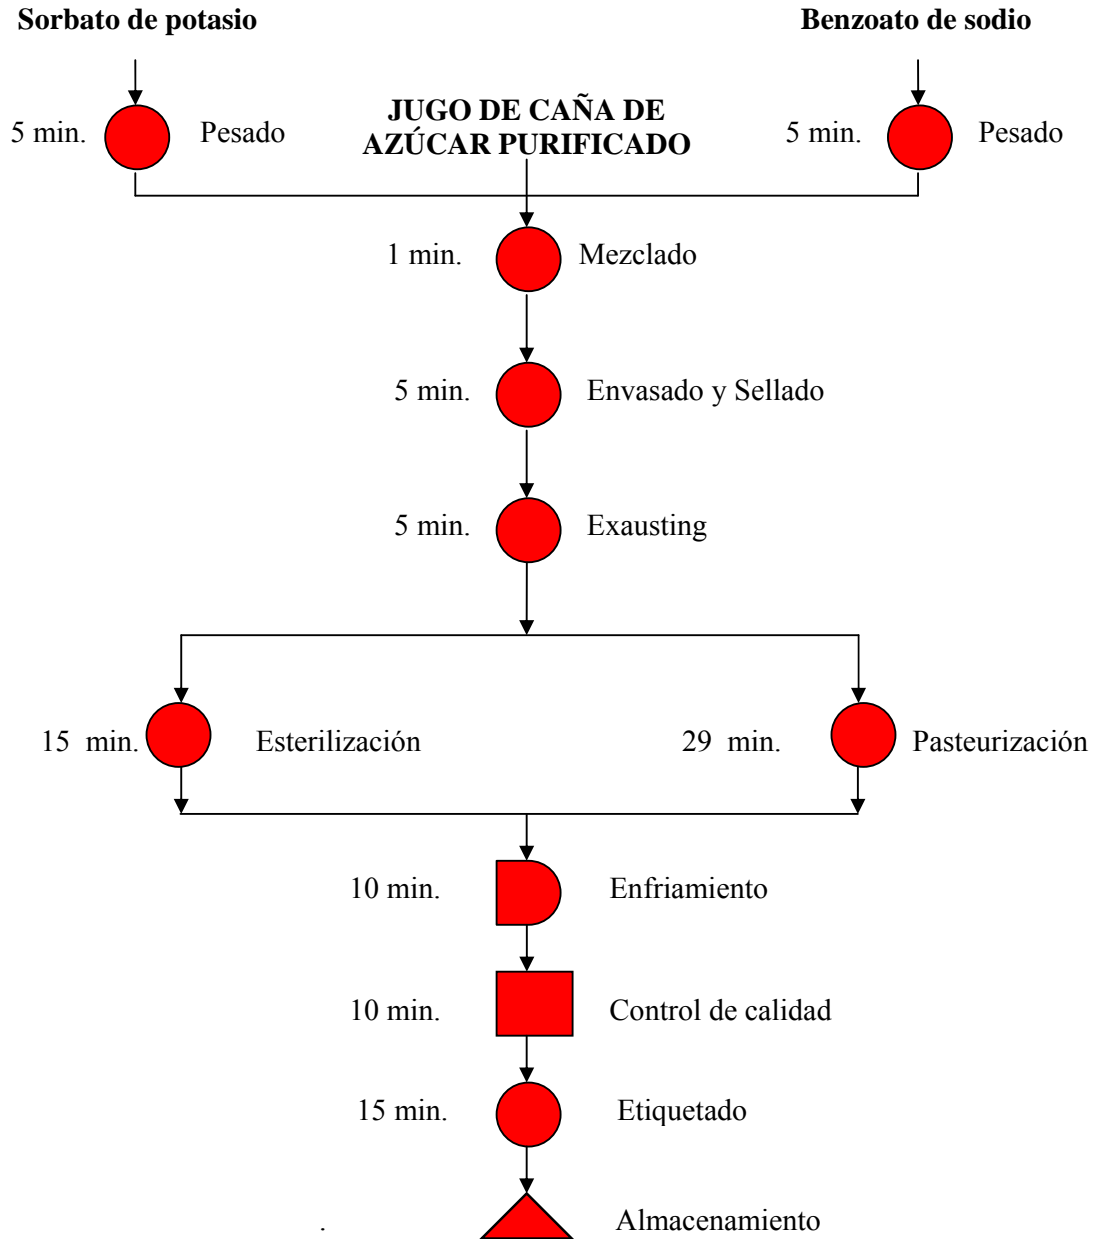 Sorbato de potasio
Benzoato de sodio
5 min.
Pesado
JUGO DE CAÑA DE
AZÚCAR PURIFICADO
5 min.
Pesado
1 min.
Mezclado
5 min.
Envasado y Sellado
5 min.
Exausting
15 min.
Esterilización
29 min.
Pasteurización
10 min.
Enfriamiento
10 min.
Control de calidad
15 min.
Etiquetado
.
Almacenamiento